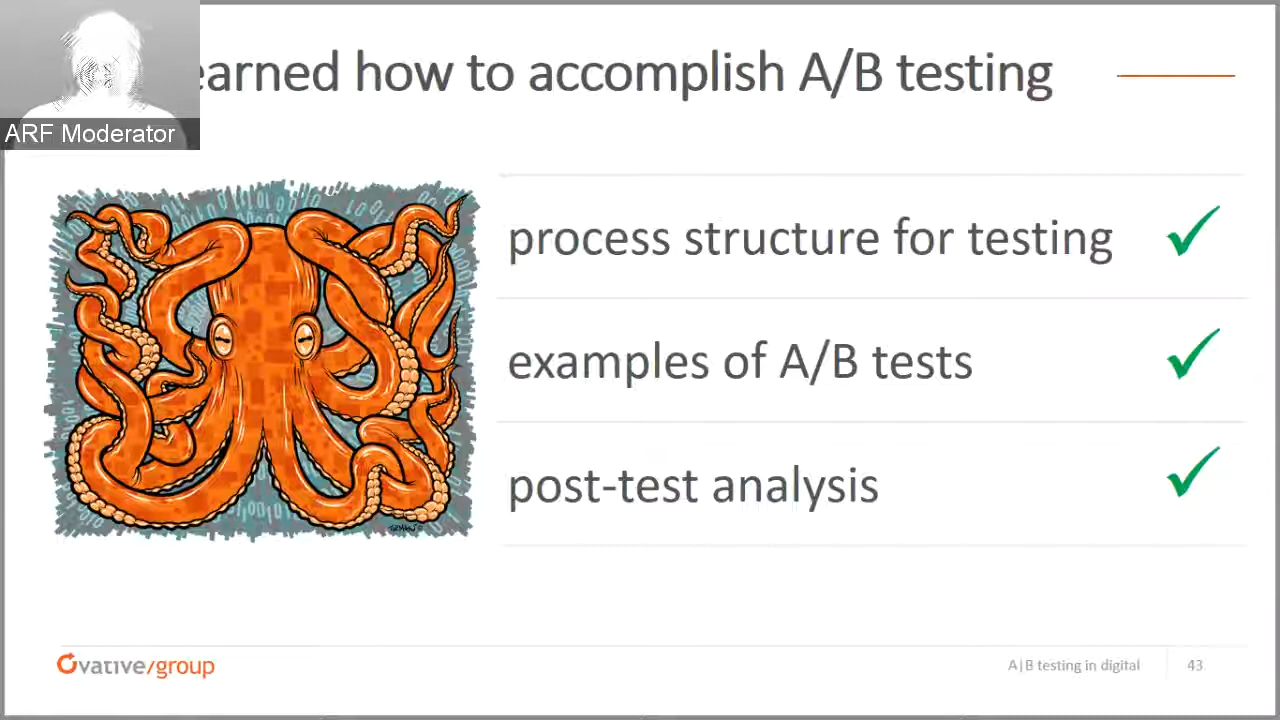 earned how to accomplish A/B testing
ARF Moderator
process structure for testing
examples of A/B tests
post-test analysis
Ovative/group
A|B testing in digital
43